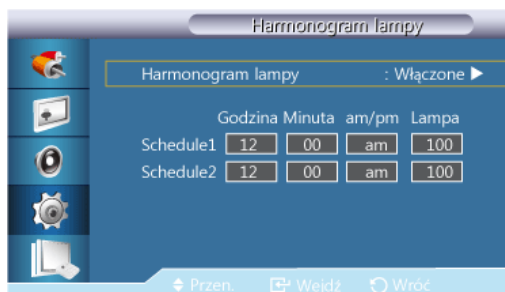 Harmonogram lampy
Harmonogram lampy : Włączone ►
Godzina Minuta am/pm Lampa
Schedule1 12 00 am 100
Schedule2 12 00 am 100
Przen. Wejdź Wróć